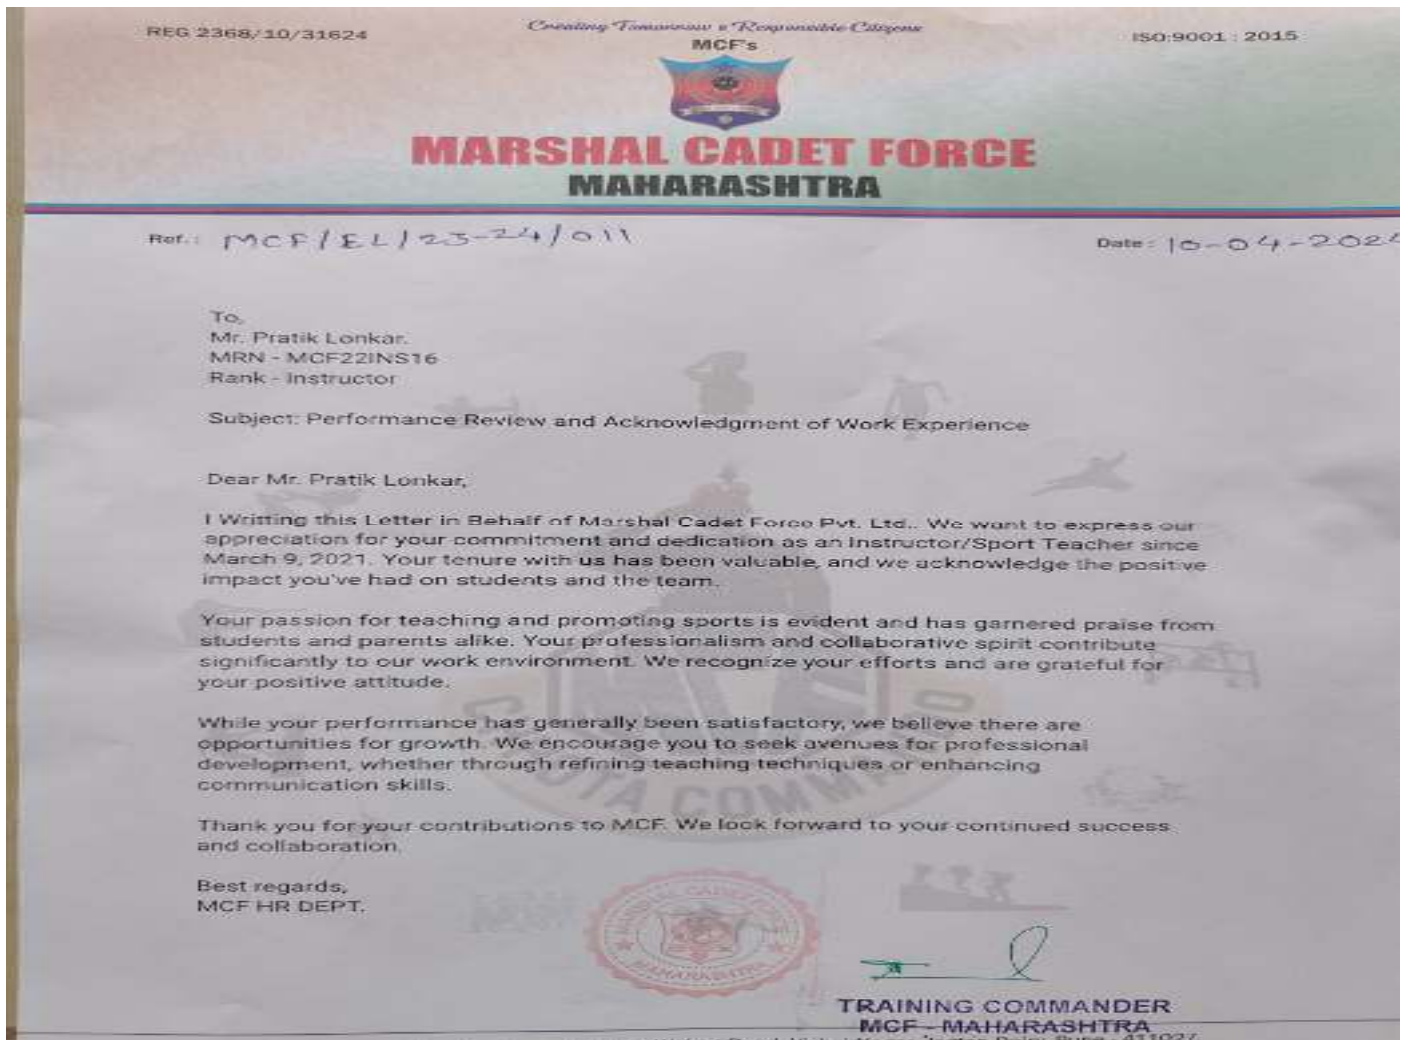 REG 2368/10/31624
Creating Tomorrow's Responsible Citizens
ISO:9001 : 2015
MCF's
MARSHAL CADET FORCE
MAHARASHTRA
Ref.: MCF/EL/23-24/011
Date: 10-04-2024
To,
Mr. Pratik Lonkar.
MRN - MCF22INS16
Rank - Instructor
Subject: Performance Review and Acknowledgment of Work Experience
Dear Mr. Pratik Lonkar,
I Writting this Letter in Behalf of Marshal Cadet Force Pvt. Ltd.. We want to express our
appreciation for your commitment and dedication as an Instructor/Sport Teacher since
March 9, 2021. Your tenure with us has been valuable, and we acknowledge the positive
impact you've had on students and the team.
Your passion for teaching and promoting sports is evident and has garnered praise from
students and parents alike. Your professionalism and collaborative spirit contribute
significantly to our work environment. We recognize your efforts and are grateful for
your positive attitude.
While your performance has generally been satisfactory, we believe there are
opportunities for growth. We encourage you to seek avenues for professional
development, whether through refining teaching techniques or enhancing
communication skills.
Thank you for your contributions to MCF. We look forward to your continued success
and collaboration.
Best regards,
MCF HR DEPT.
MARSHAL CADET FORCE
MAHARASHTRA
TRAINING COMMANDER
MCF - MAHARASHTRA
411027